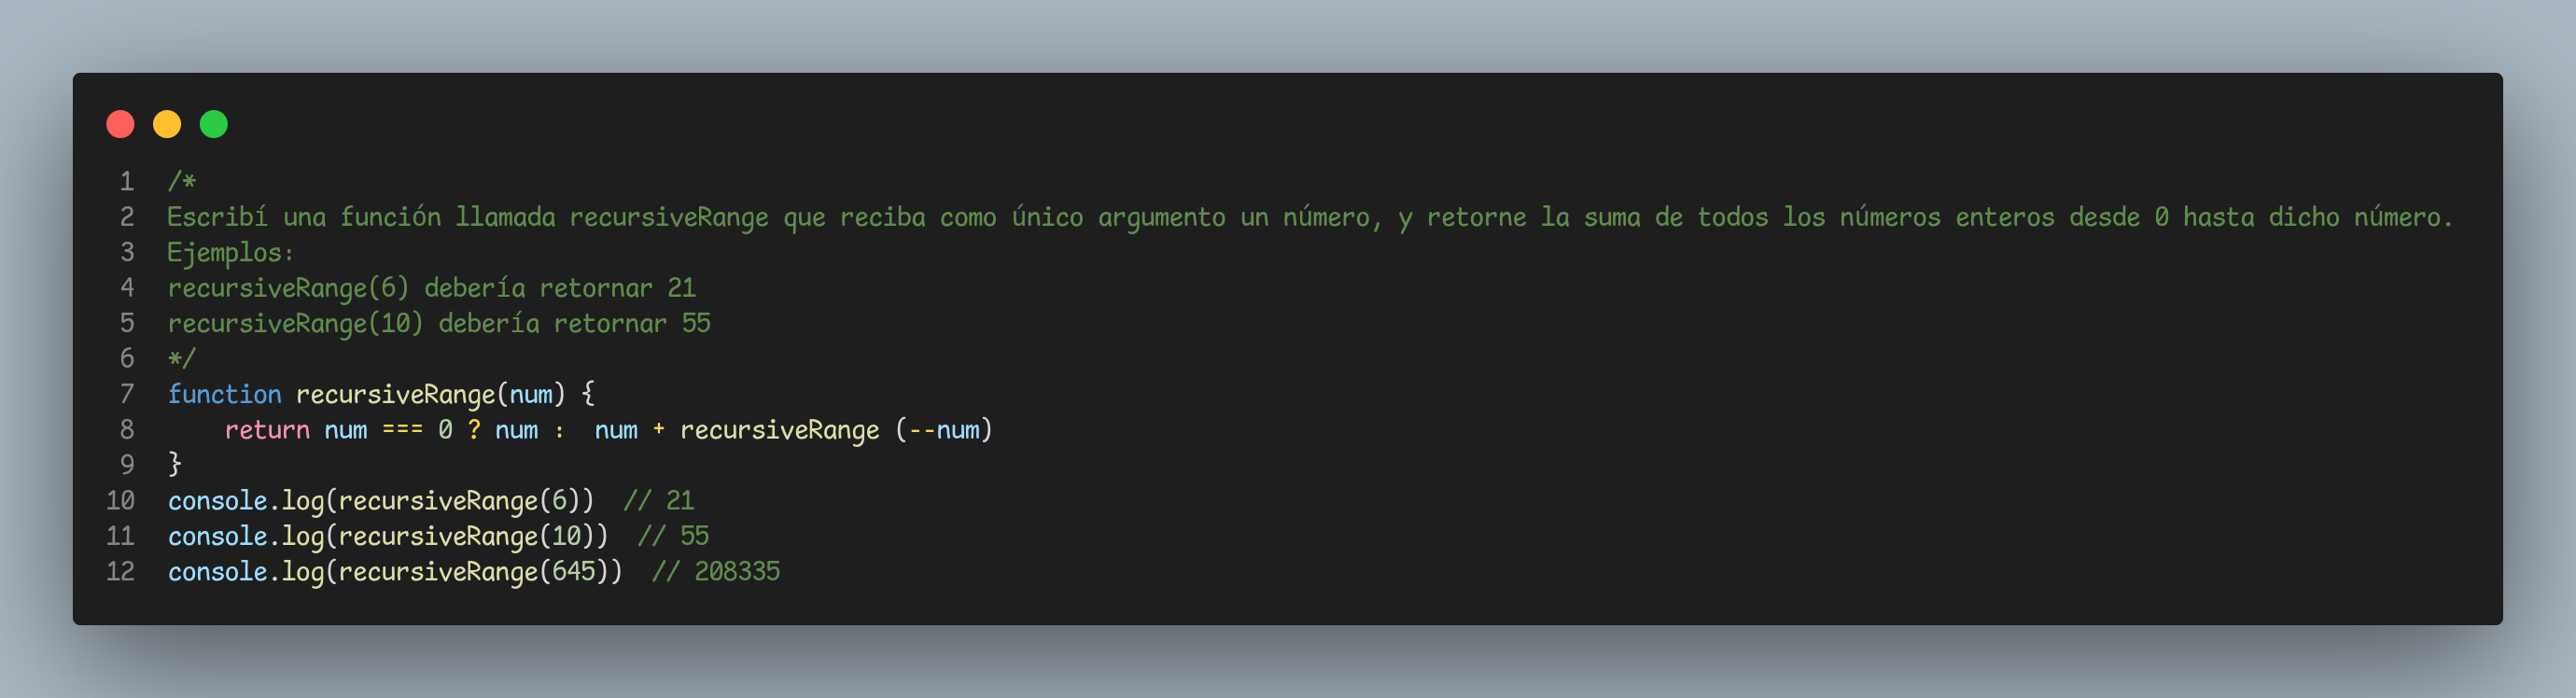 1 /*
2 Escribí una función llamada recursiveRange que reciba como único argumento un número, y retorne la suma de todos los números enteros desde 0 hasta dicho número.
3 Ejemplos:
4 recursiveRange(6) debería retornar 21
5 recursiveRange(10) debería retornar 55
6 */
7 function recursiveRange(num) {
8     return num === 0 ? num :  num + recursiveRange (--num)
9 }
10 console.log(recursiveRange(6))  // 21
11 console.log(recursiveRange(10))  // 55
12 console.log(recursiveRange(645))  // 208335